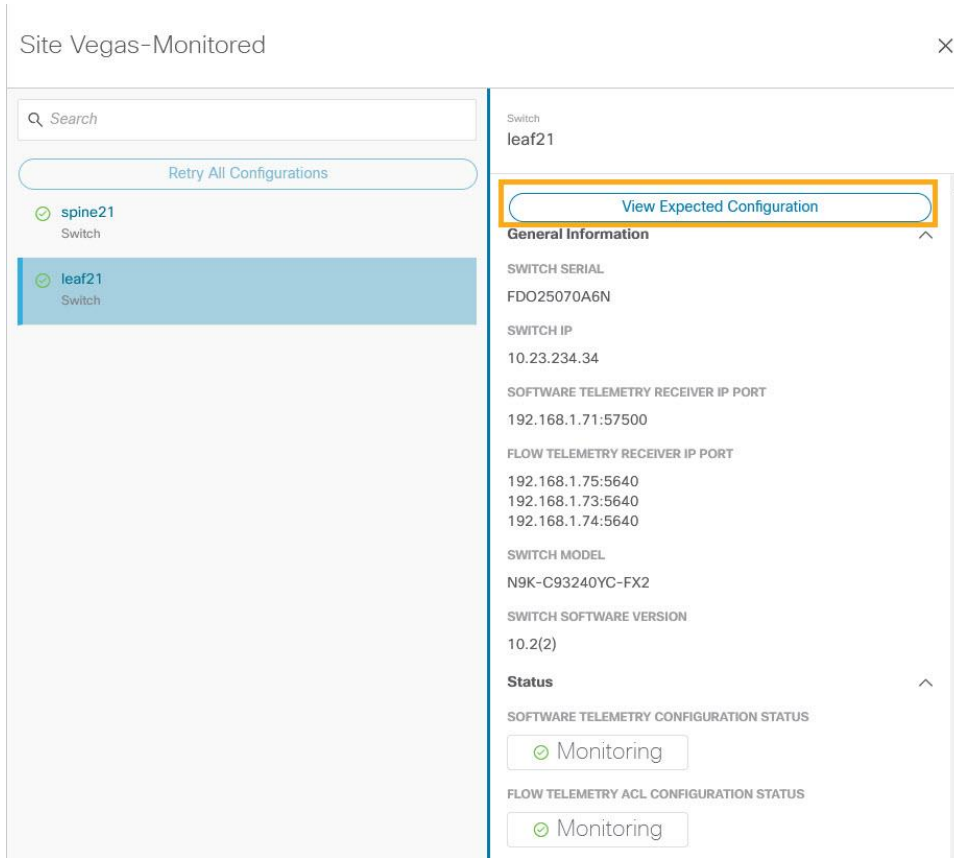 Site Vegas-Monitored
Search
Retry All Configurations
spine21
Switch
leaf21
Switch
Switch
leaf21
View Expected Configuration
General Information
SWITCH SERIAL
FDO25070A6N
SWITCH IP
10.23.234.34
SOFTWARE TELEMETRY RECEIVER IP PORT
192.168.1.71:57500
FLOW TELEMETRY RECEIVER IP PORT
192.168.1.75:5640
192.168.1.73:5640
192.168.1.74:5640
SWITCH MODEL
N9K-C93240YC-FX2
SWITCH SOFTWARE VERSION
10.2(2)
Status
SOFTWARE TELEMETRY CONFIGURATION STATUS
Monitoring
FLOW TELEMETRY ACL CONFIGURATION STATUS
Monitoring